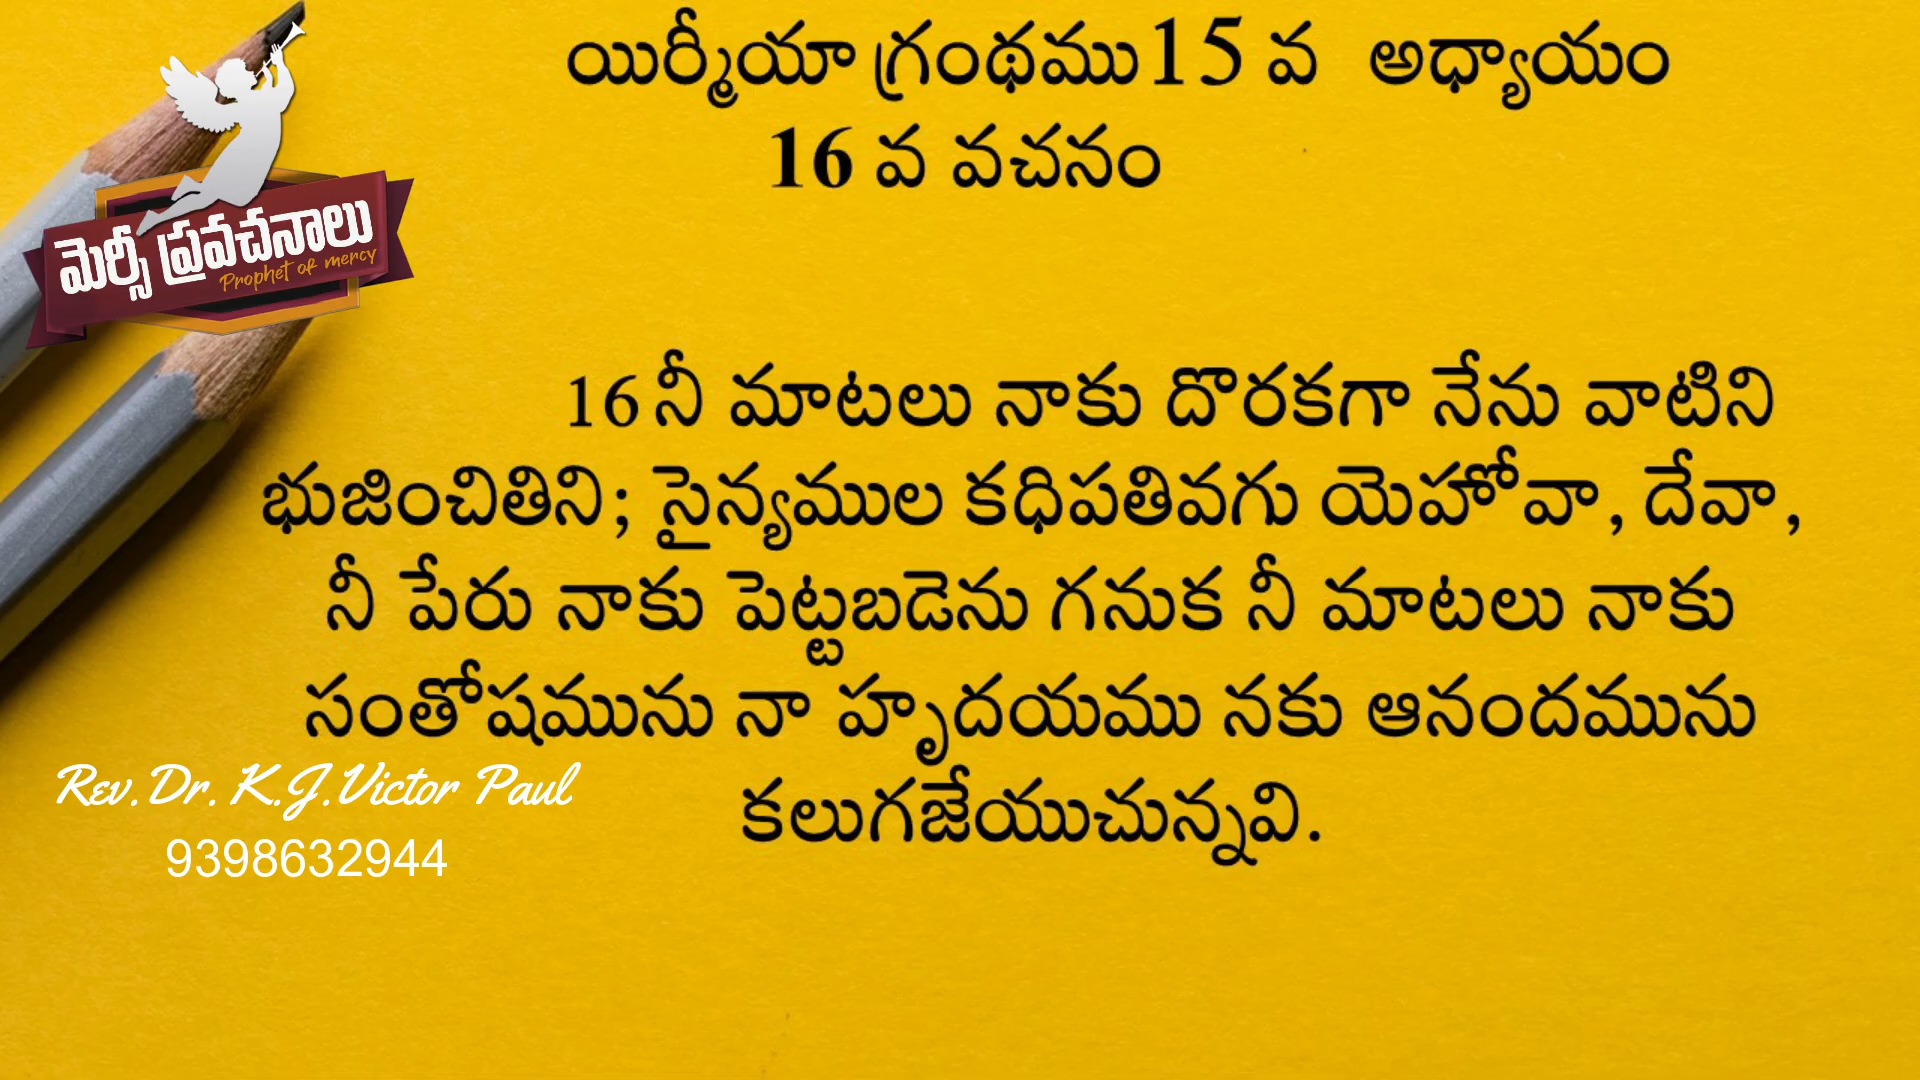 యిర్మీయా గ్రంథము15 వ అధ్యాయం
16 వ వచనం
మెర్సీ ప్రవచనాలు
Prophet of mercy
16 నీ మాటలు నాకు దొరకగా నేను వాటిని
భుజించితిని; సైన్యముల కధిపతివగు యెహోవా, దేవా,
నీ పేరు నాకు పెట్టబడెను గనుక నీ మాటలు నాకు
సంతోషమును నా హృదయము నకు ఆనందమును
కలుగజేయుచున్నవి.
Rev. Dr. K.J.Victor Paul
9398632944